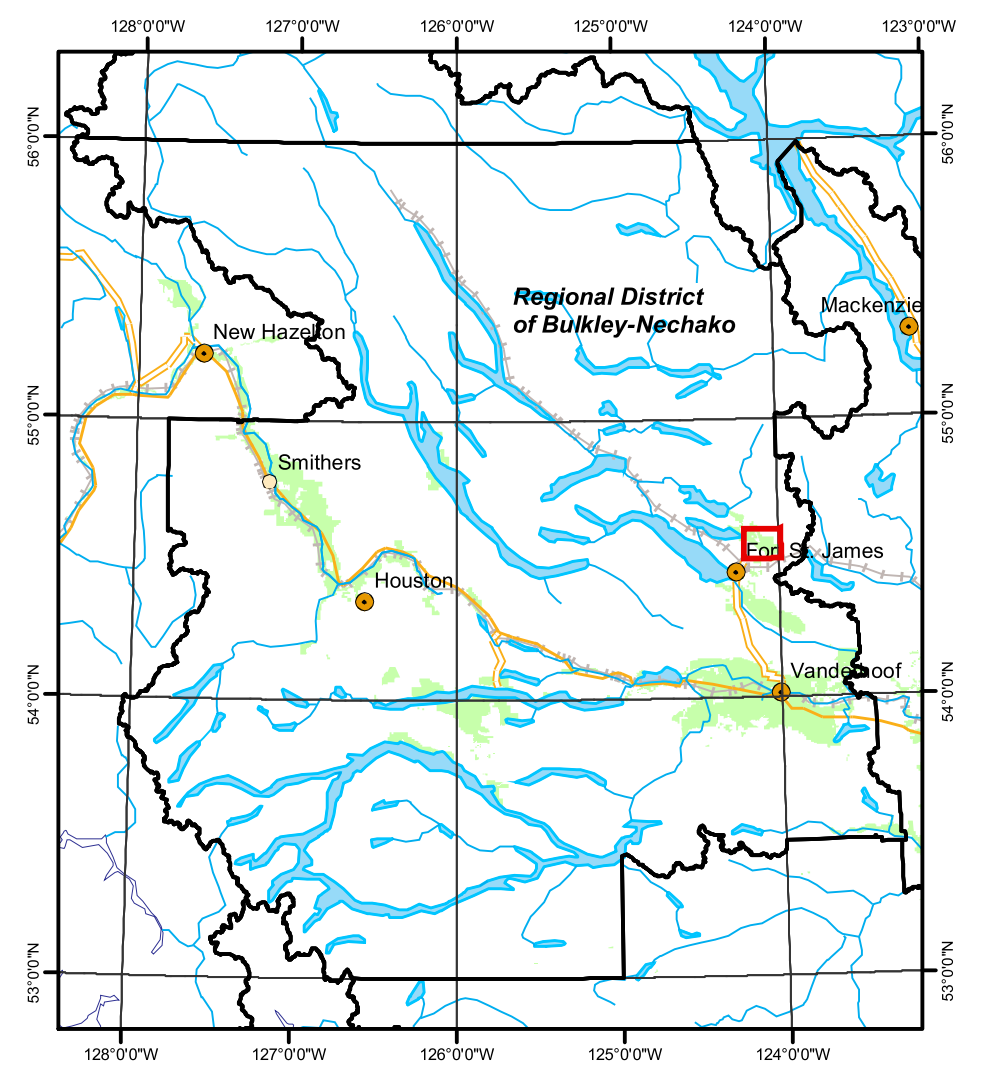 128°0'0"W 127°0'0"W 126°0'0"W 125°0'0"W 124°0'0"W 123°0'0"W
56°0'0"N 56°0'0"N
Regional District
of Bulkley-Nechako
Mackenzie
New Hazelton
55°0'0"N 55°0'0"N
Smithers
Fort St. James
Houston
Vanderhoof
54°0'0"N 54°0'0"N
53°0'0"N 53°0'0"N
128°0'0"W 127°0'0"W 126°0'0"W 125°0'0"W 124°0'0"W